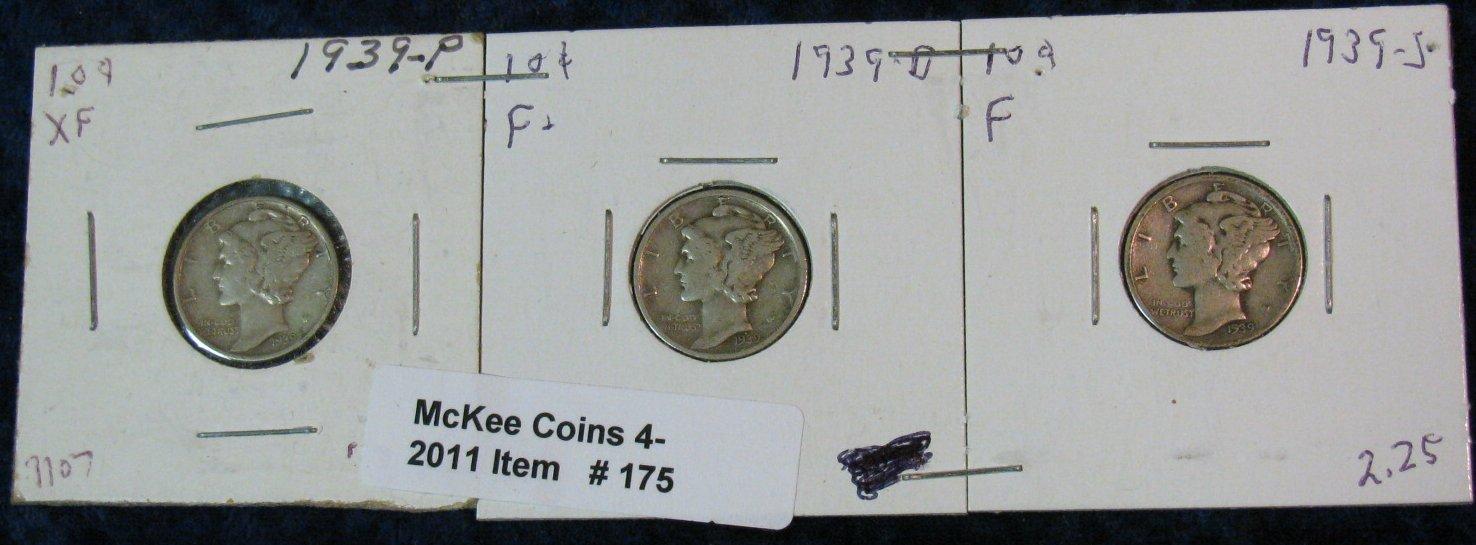 10¢ 1939-P
XF
LIBERTY
IN GOD
WE TRUST
1939
7107
10¢ 1939-D
F+
LIBERTY
IN GOD
WE TRUST
1939
10¢ 1939-S
F
LIBERTY
IN GOD
WE TRUST
1939
2.25
McKee Coins 4-
2011 Item # 175